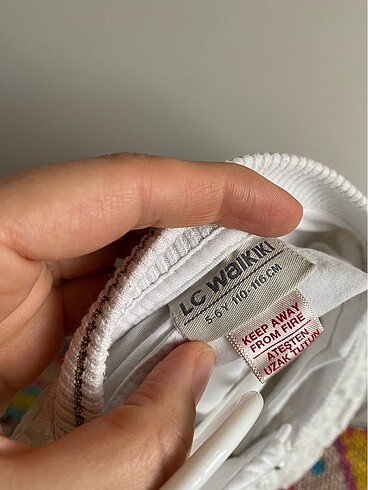 LC WAIKIKI
5-6 Y 110-116 CM
KEEP AWAY
FROM FIRE
ATEŞTEN
UZAK TUTUN